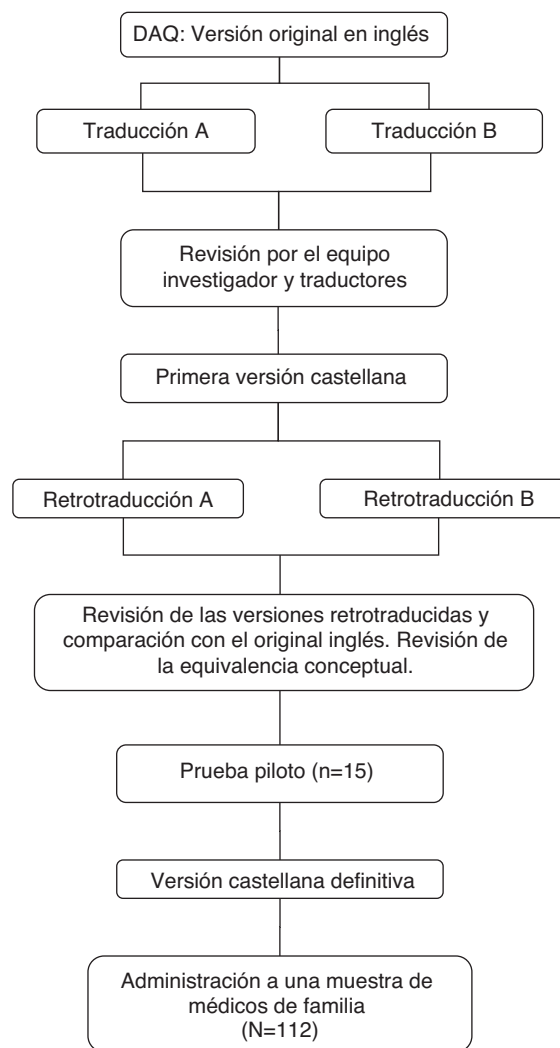 DAQ: Versión original en inglés
Traducción A
Traducción B
Revisión por el equipo
investigador y traductores
Primera versión castellana
Retrotraducción A
Retrotraducción B
Revisión de las versiones retrotraducidas y
comparación con el original inglés. Revisión de
la equivalencia conceptual.
Prueba piloto (n=15)
Versión castellana definitiva
Administración a una muestra de
médicos de familia
(N=112)